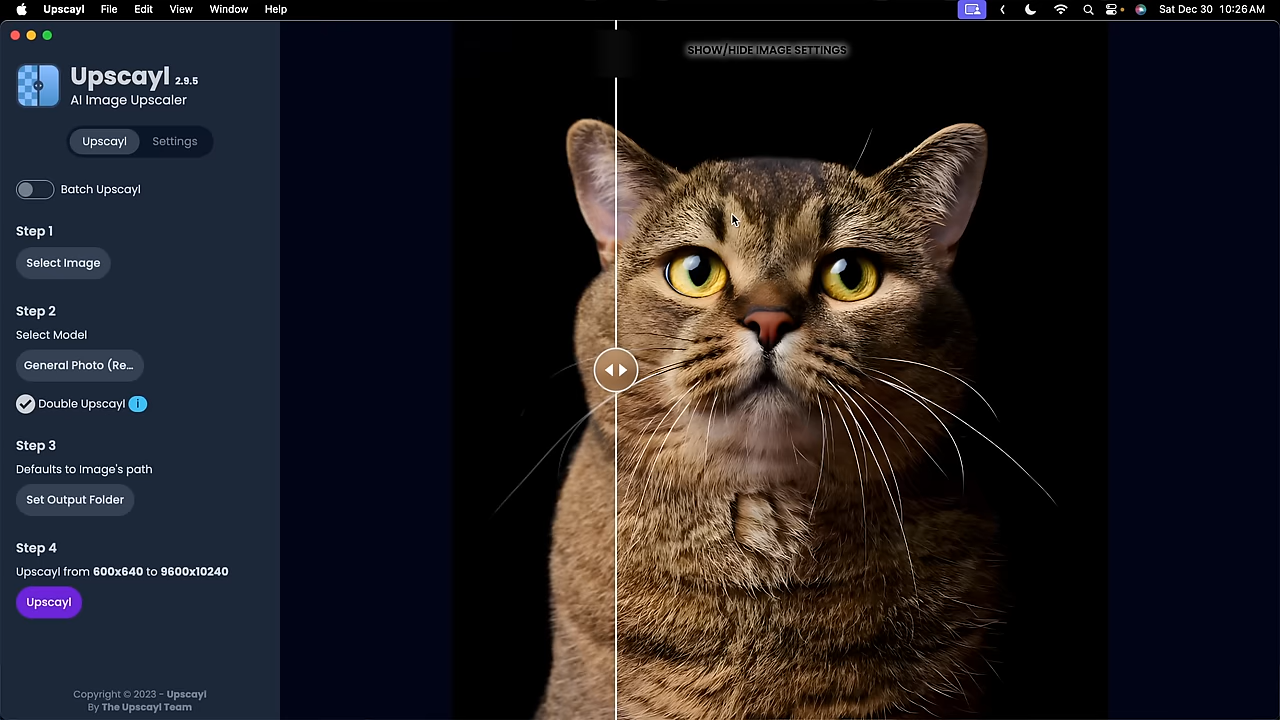 Upscayl File Edit View Window Help Sat Dec 30 10:26 AM
Upscayl 2.9.5
AI Image Upscaler
Upscayl Settings
Batch Upscayl
Step 1
Select Image
Step 2
Select Model
General Photo (Re...
Double Upscayl i
Step 3
Defaults to Image's path
Set Output Folder
Step 4
Upscayl from 600x640 to 9600x10240
Upscayl
Copyright © 2023 - Upscayl
By The Upscayl Team
SHOW/HIDE IMAGE SETTINGS